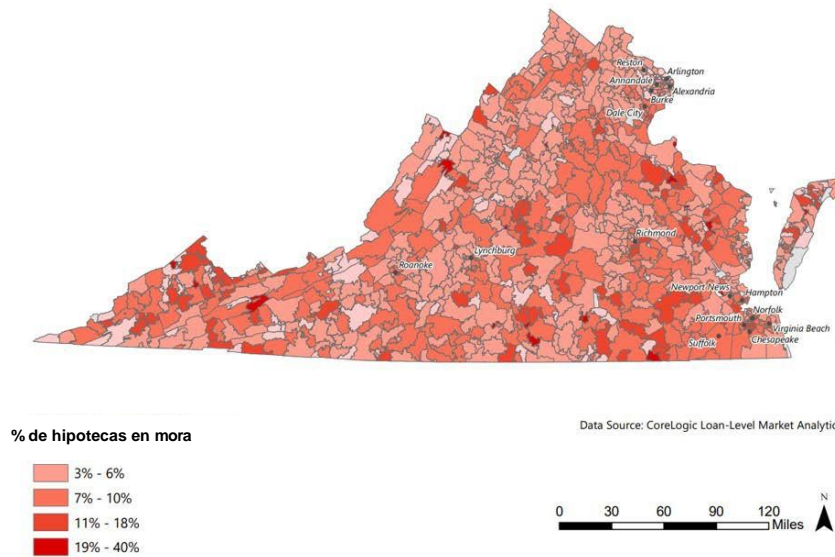 Reston
Arlington
Annandale
Alexandria
Burke
Dale City
Richmond
Lynchburg
Roanoke
Newport News
Hampton
Norfolk
Portsmouth
Virginia Beach
Suffolk
Chesapeake
% de hipotecas en mora
Data Source: CoreLogic Loan-Level Market Analytic
3% - 6%
7% - 10%
11% - 18%
19% - 40%
N
0 30 60 90 120
Miles